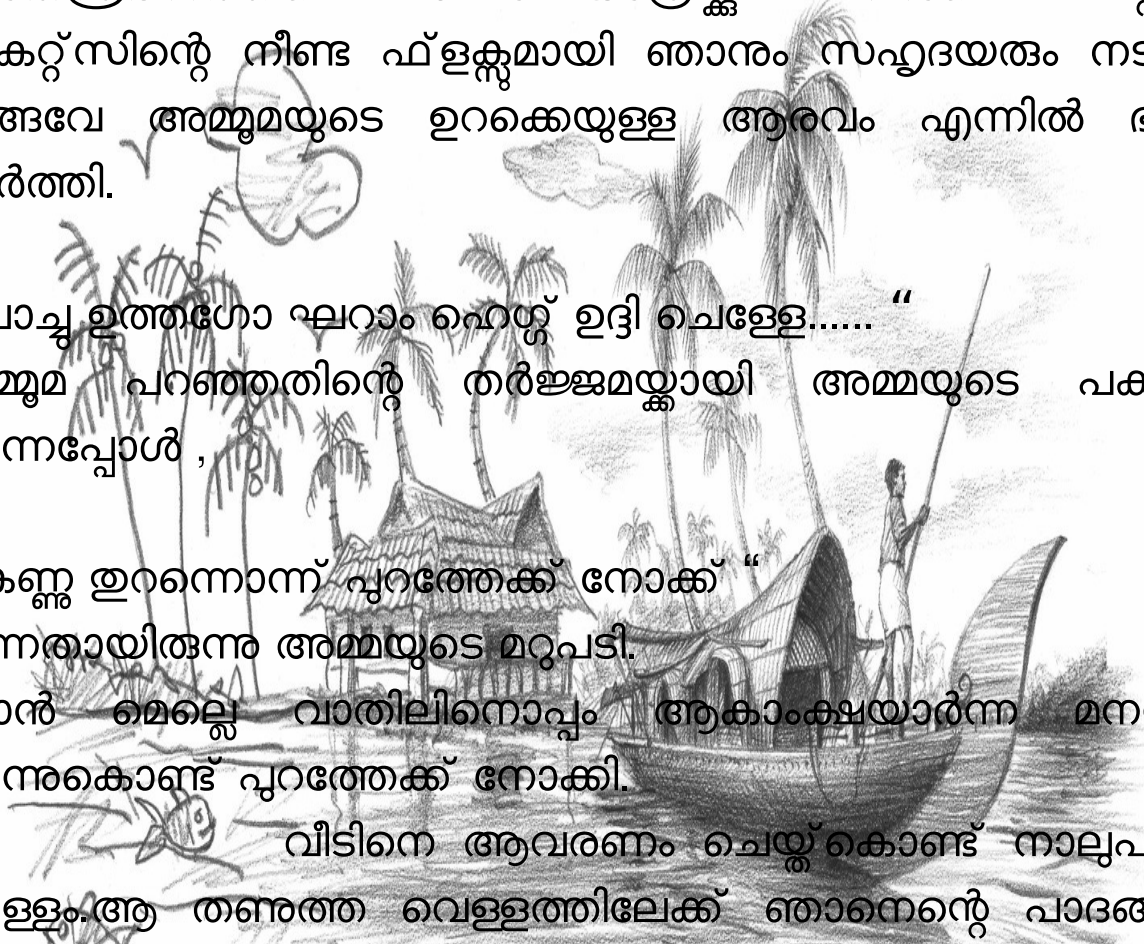 കറ്റ്സിന്റെ നീണ്ട ഫ്ളക്സുമായി ഞാനും സഹൃദയരും
ങ്ങവേ അമ്മൂമയുടെ ഉറക്കെയുള്ള ആരവം എന്നിൽ
ർത്തി.
പാച്ചു ഉത്തഗോ ഘറാം ഹെഗ്ഗ് ഉദ്ദി ചെള്ളേ...... “
മ്മൂമ പറഞ്ഞതിന്റെ തർജ്ജമയ്ക്കായി അമ്മയുടെ പക
ന്നപ്പോൾ ,
കണ്ണു തുറന്നൊന്ന് പുറത്തേക്ക് നോക്ക് “
ന്നതായിരുന്നു അമ്മയുടെ മറുപടി.
ാൻ മെല്ലെ വാതിലിനൊപ്പം ആകാംക്ഷയാർന്ന മന
ന്നുകൊണ്ട് പുറത്തേക്ക് നോക്കി.
വീടിനെ ആവരണം ചെയ്ത്കൊണ്ട് നാലുപ
ള്ളം.ആ തണുത്ത വെള്ളത്തിലേക്ക് ഞാനെന്റെ പാദങ്ങ